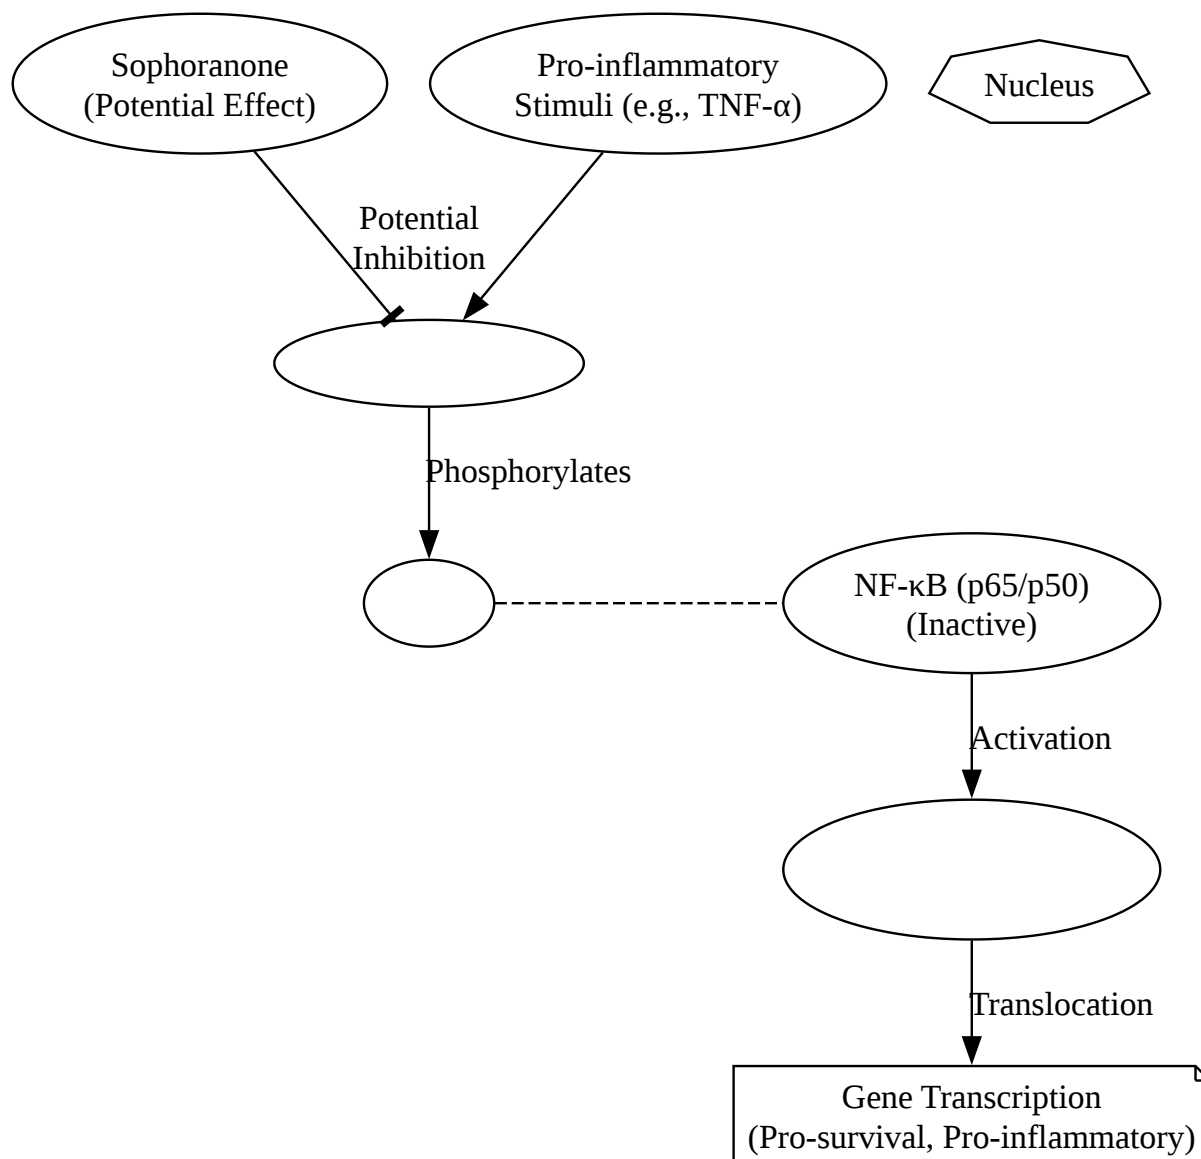 Sophoranone
(Potential Effect)
Pro-inflammatory
Stimuli (e.g., TNF-α)
Nucleus
Potential
Inhibition
Phosphorylates
NF-κB (p65/p50)
(Inactive)
Activation
Translocation
Gene Transcription
(Pro-survival, Pro-inflammatory)